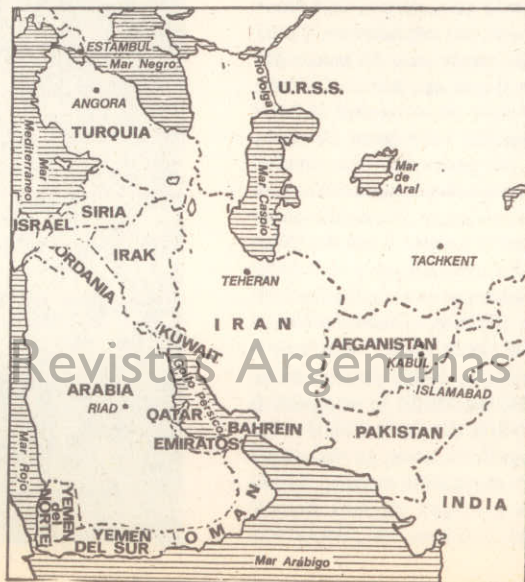 ESTAMBUL
Mar Negro
Río Volga
U.R.S.S.
ANGORA
TURQUIA
Mar
Mediterráneo
Mar Caspio
Mar
de
Aral
SIRIA
ISRAEL
IRAK
JORDANIA
TEHERAN
TACHKENT
IRAN
KUWAIT
AFGANISTAN
KABUL
Revistas Argentinas
Golfo Pérsico
ISLAMABAD
ARABIA
RIAD
QATAR
BAHREIN
PAKISTAN
EMIRATOS
Mar Rojo
YEMEN
del
NORTE
YEMEN
DEL SUR
OMAN
INDIA
Mar Arábigo